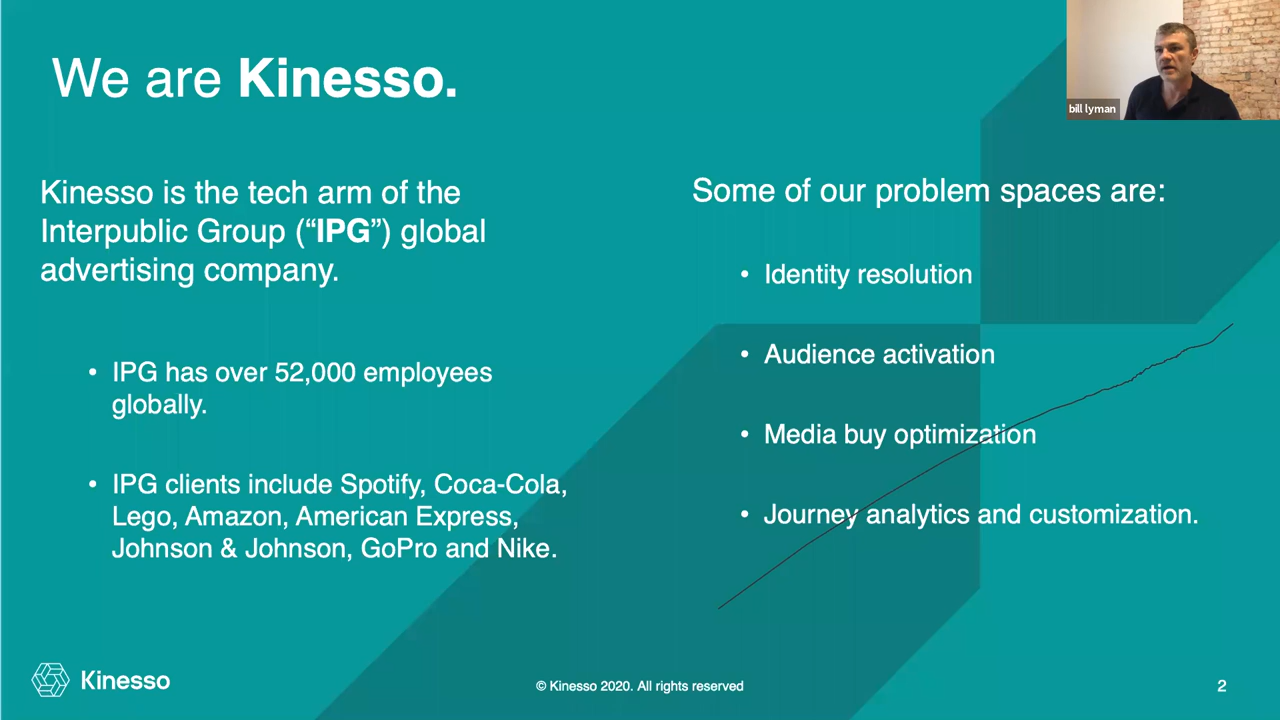 We are Kinesso.
bill lyman
Kinesso is the tech arm of the
Interpublic Group (“IPG”) global
advertising company.
• IPG has over 52,000 employees
globally.
• IPG clients include Spotify, Coca-Cola,
Lego, Amazon, American Express,
Johnson & Johnson, GoPro and Nike.
Some of our problem spaces are:
• Identity resolution
• Audience activation
• Media buy optimization
• Journey analytics and customization.
Kinesso
© Kinesso 2020. All rights reserved
2